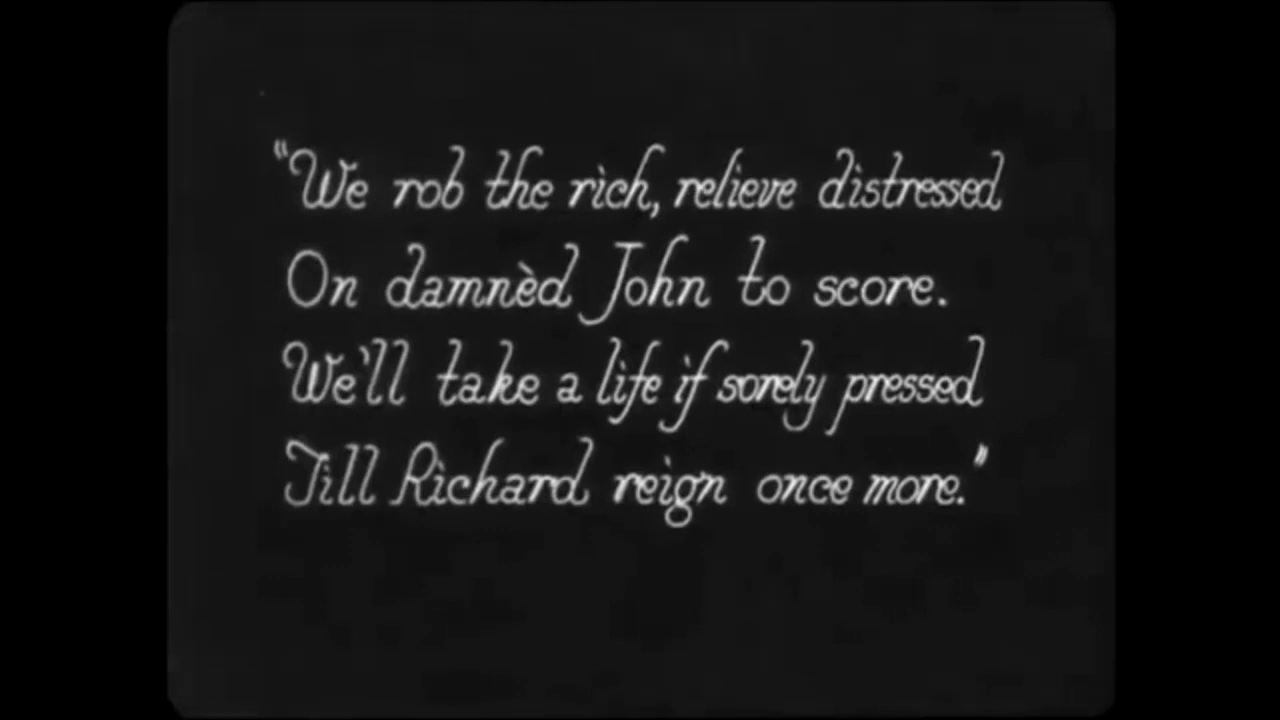 "We rob the rich, relieve distressed
On damnèd John to score.
We'll take a life if sorely pressed
Till Richard reign once more."